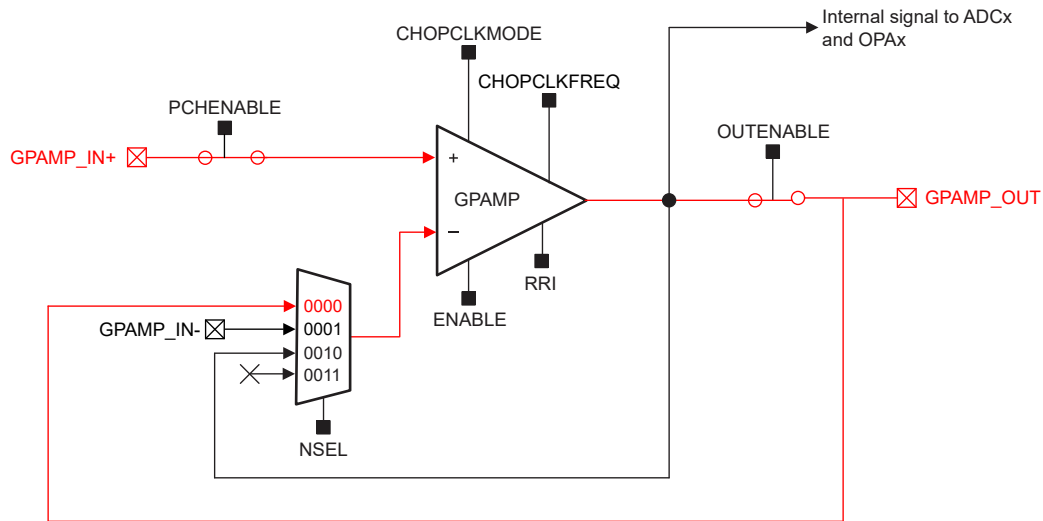 Internal signal to ADCx
and OPAx
CHOPCLKMODE
CHOPCLKFREQ
PCHENABLE
OUTENABLE
GPAMP_IN+
+
GPAMP
GPAMP_OUT
−
RRI
ENABLE
0000
GPAMP_IN-
0001
0010
0011
NSEL